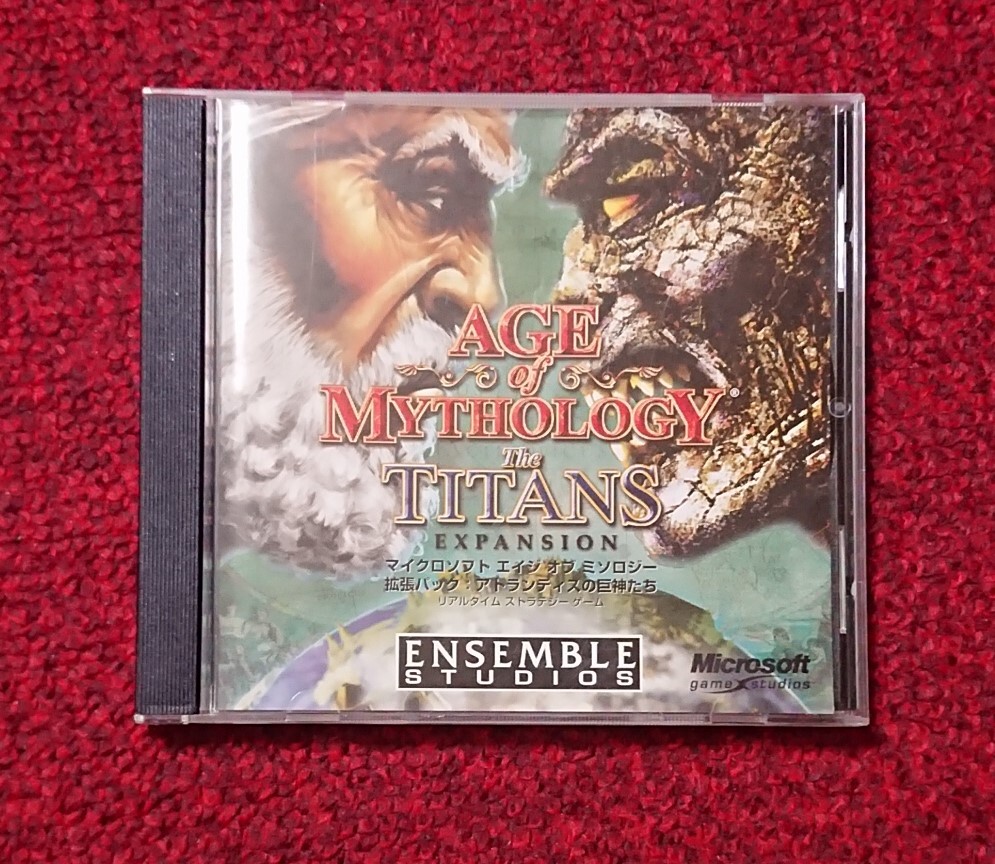 AGE
of
MYTHOLOGY®
The
TITANS
EXPANSION
マイクロソフト エイジ オブ ミソロジー
拡張パック：アトランティスの巨神たち
リアルタイム ストラテジー ゲーム
ENSEMBLE
STUDIOS
Microsoft
game studios